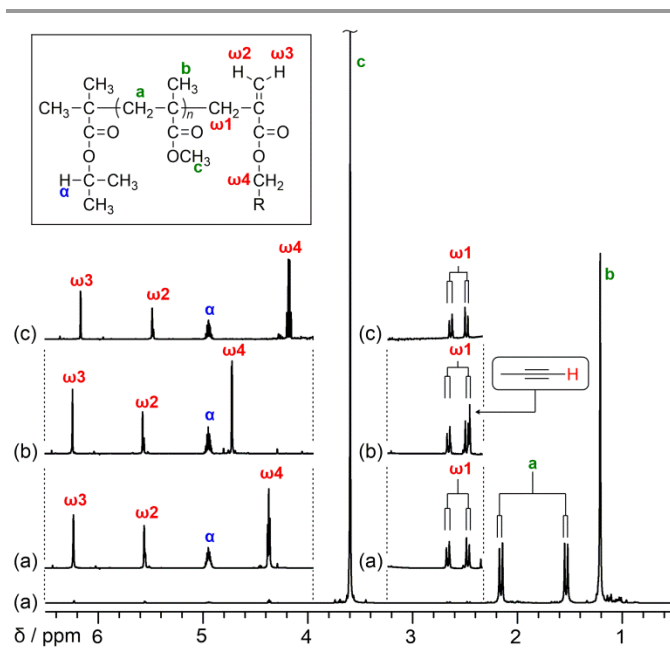 ω2 ω3
b
H H
CH₃ CH₃ CH₂
a
CH₃ C (CH₂ C)n CH₂ C
C=O C=O ω1 C=O
O OCH₃ O
c
H C CH₃ ω4 CH₂
α CH₃ R
c
ω3 ω2 α ω4 ω1
(c) (c)
b
ω3 ω2 α ω4 ω1 H
(b) (b)
ω3 ω2 α ω4 ω1 a
(a) (a)
(a)
δ / ppm 6 5 4 3 2 1